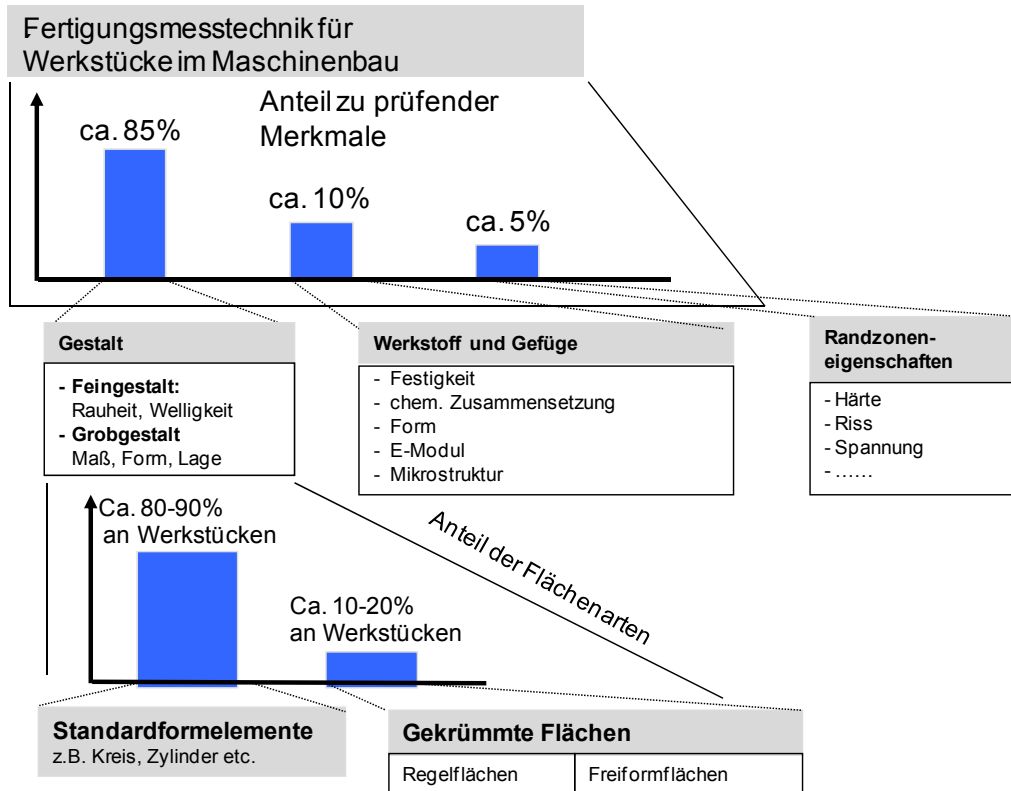 Fertigungsmesstechnik für
Werkstücke im Maschinenbau
Anteil zu prüfender
Merkmale
ca. 85%
ca. 10%
ca. 5%
Gestalt
- Feingestalt:
Rauheit, Welligkeit
- Grobgestalt
Maß, Form, Lage
Werkstoff und Gefüge
- Festigkeit
- chem. Zusammensetzung
- Form
- E-Modul
- Mikrostruktur
Randzonen-
eigenschaften
- Härte
- Riss
- Spannung
- ......
Ca. 80-90%
an Werkstücken
Ca. 10-20%
an Werkstücken
Anteil der Flächenarten
Standardformelemente
z.B. Kreis, Zylinder etc.
Gekrümmte Flächen
Regelflächen
Freiformflächen